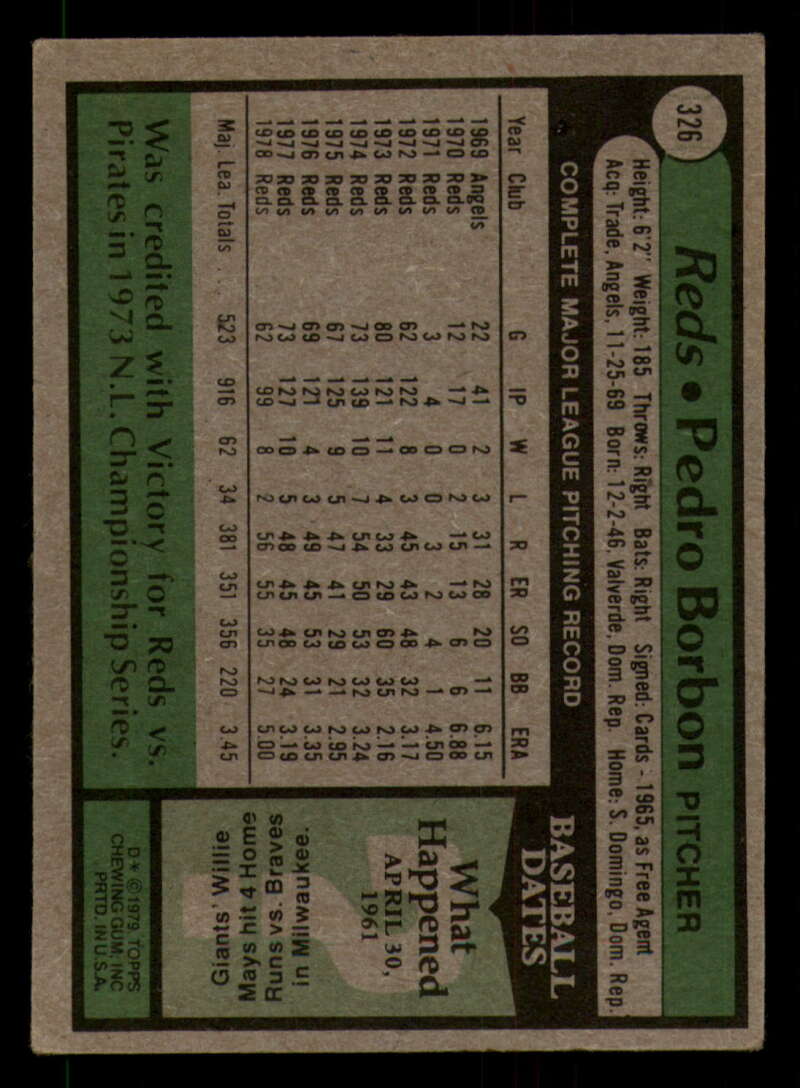 326
Reds • Pedro Borbon PITCHER
Height: 6'2" Weight: 185 Throws: Right Bats: Right Signed: Cards - 1965, as Free Agent
Acq: Trade, Angels, 11-25-69 Born: 12-2-46, Valverde, Dom. Rep. Home: S. Domingo, Dom. Rep.
COMPLETE MAJOR LEAGUE PITCHING RECORD
Year Club G IP W L R ER SO BB ERA
1969 Angels 22 41 2 3 31 28 20 11 6.15
1970 Reds 12 17 0 2 15 13 6 6 6.88
1971 Reds 3 4 0 0 3 2 4 1 4.50
1972 Reds 62 122 8 3 45 43 48 32 3.17
1973 Reds 80 121 11 4 33 29 60 35 2.16
1974 Reds 73 139 10 7 54 50 53 32 3.24
1975 Reds 67 125 9 5 47 41 29 21 2.95
1976 Reds 69 121 4 3 49 45 53 31 3.35
1977 Reds 73 127 10 5 48 45 48 24 3.19
1978 Reds 62 99 8 2 56 55 35 27 5.00
Maj. Lea. Totals . . . 523 916 62 34 381 351 356 220 3.45
Was credited with Victory for Reds vs.
Pirates in 1973 N.L. Championship Series.
BASEBALL
DATES
What
Happened
APRIL 30,
1961
Giants' Willie
Mays hit 4 Home
Runs vs. Braves
in Milwaukee.
D* © 1979 TOPPS
CHEWING GUM, INC
PRTD. IN U.S.A.